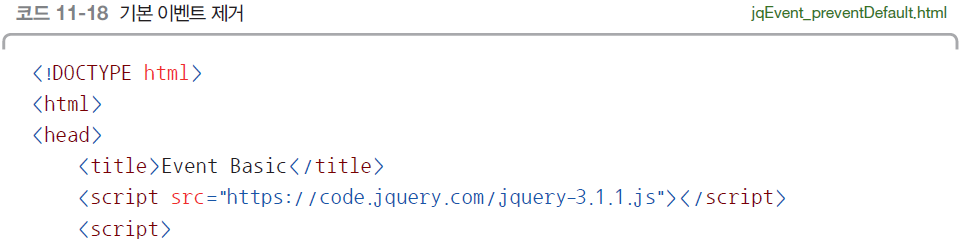 코드 11-18 기본 이벤트 제거 jqEvent_preventDefault.html
<!DOCTYPE html>
<html>
<head>
    <title>Event Basic</title>
    <script src="https://code.jquery.com/jquery-3.1.1.js"></script>
    <script>